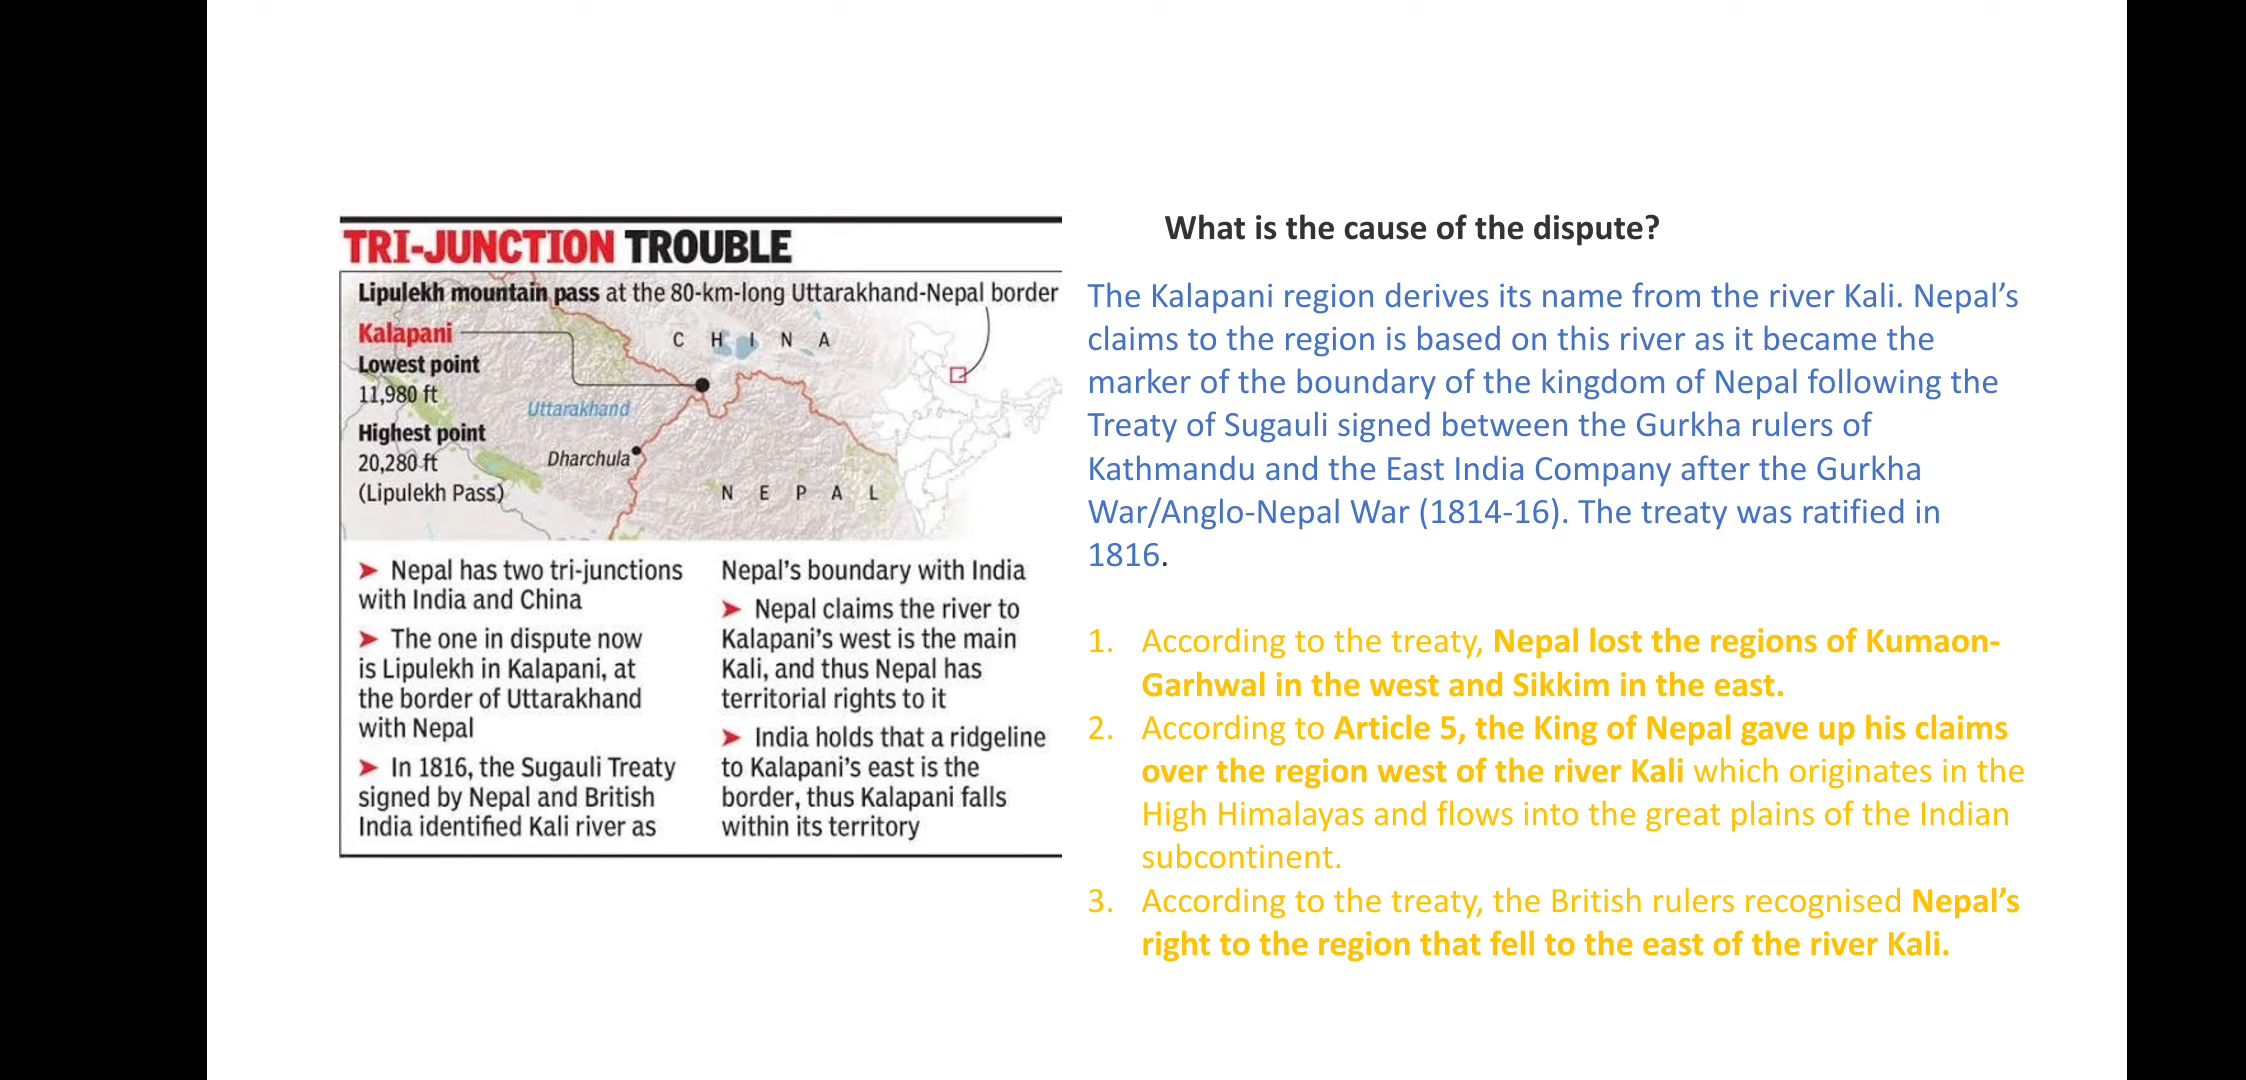 TRI-JUNCTION TROUBLE
Lipulekh mountain pass at the 80-km-long Uttarakhand-Nepal border
Kalapani
Lowest point
11,980 ft
Highest point
20,280 ft
(Lipulekh Pass)
C H I N A
Uttarakhand
Dharchula
N E P A L
➤ Nepal has two tri-junctions
with India and China
➤ The one in dispute now
is Lipulekh in Kalapani, at
the border of Uttarakhand
with Nepal
➤ In 1816, the Sugauli Treaty
signed by Nepal and British
India identified Kali river as
Nepal's boundary with India
➤ Nepal claims the river to
Kalapani's west is the main
Kali, and thus Nepal has
territorial rights to it
➤ India holds that a ridgeline
to Kalapani's east is the
border, thus Kalapani falls
within its territory
What is the cause of the dispute?
The Kalapani region derives its name from the river Kali. Nepal's
claims to the region is based on this river as it became the
marker of the boundary of the kingdom of Nepal following the
Treaty of Sugauli signed between the Gurkha rulers of
Kathmandu and the East India Company after the Gurkha
War/Anglo-Nepal War (1814-16). The treaty was ratified in
1816.
1. According to the treaty, Nepal lost the regions of Kumaon-
Garhwal in the west and Sikkim in the east.
2. According to Article 5, the King of Nepal gave up his claims
over the region west of the river Kali which originates in the
High Himalayas and flows into the great plains of the Indian
subcontinent.
3. According to the treaty, the British rulers recognised Nepal's
right to the region that fell to the east of the river Kali.